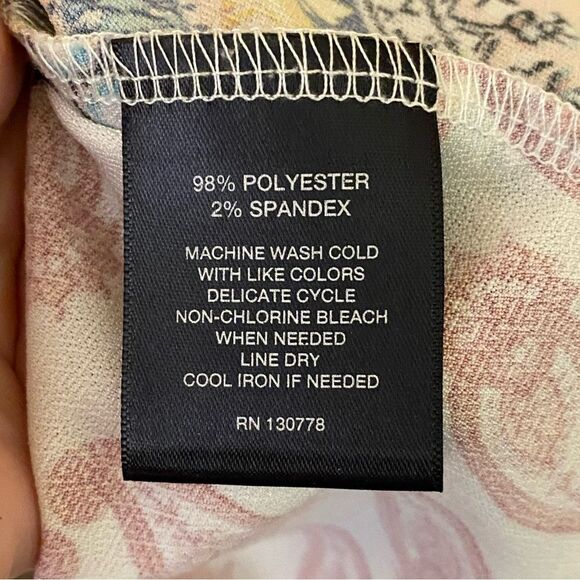 98% POLYESTER
2% SPANDEX
MACHINE WASH COLD
WITH LIKE COLORS
DELICATE CYCLE
NON-CHLORINE BLEACH
WHEN NEEDED
LINE DRY
COOL IRON IF NEEDED
RN 130778